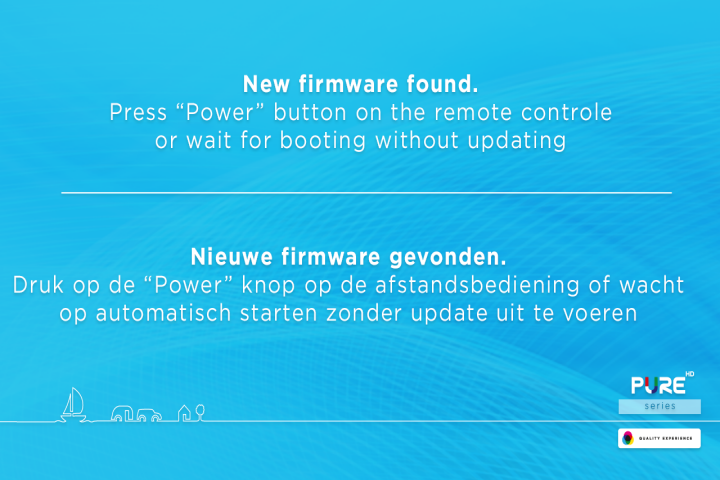 New firmware found.
Press “Power” button on the remote controle
or wait for booting without updating
Nieuwe firmware gevonden.
Druk op de “Power” knop op de afstandsbediening of wacht
op automatisch starten zonder update uit te voeren
PURE HD
series
QUALITY EXPERIENCE